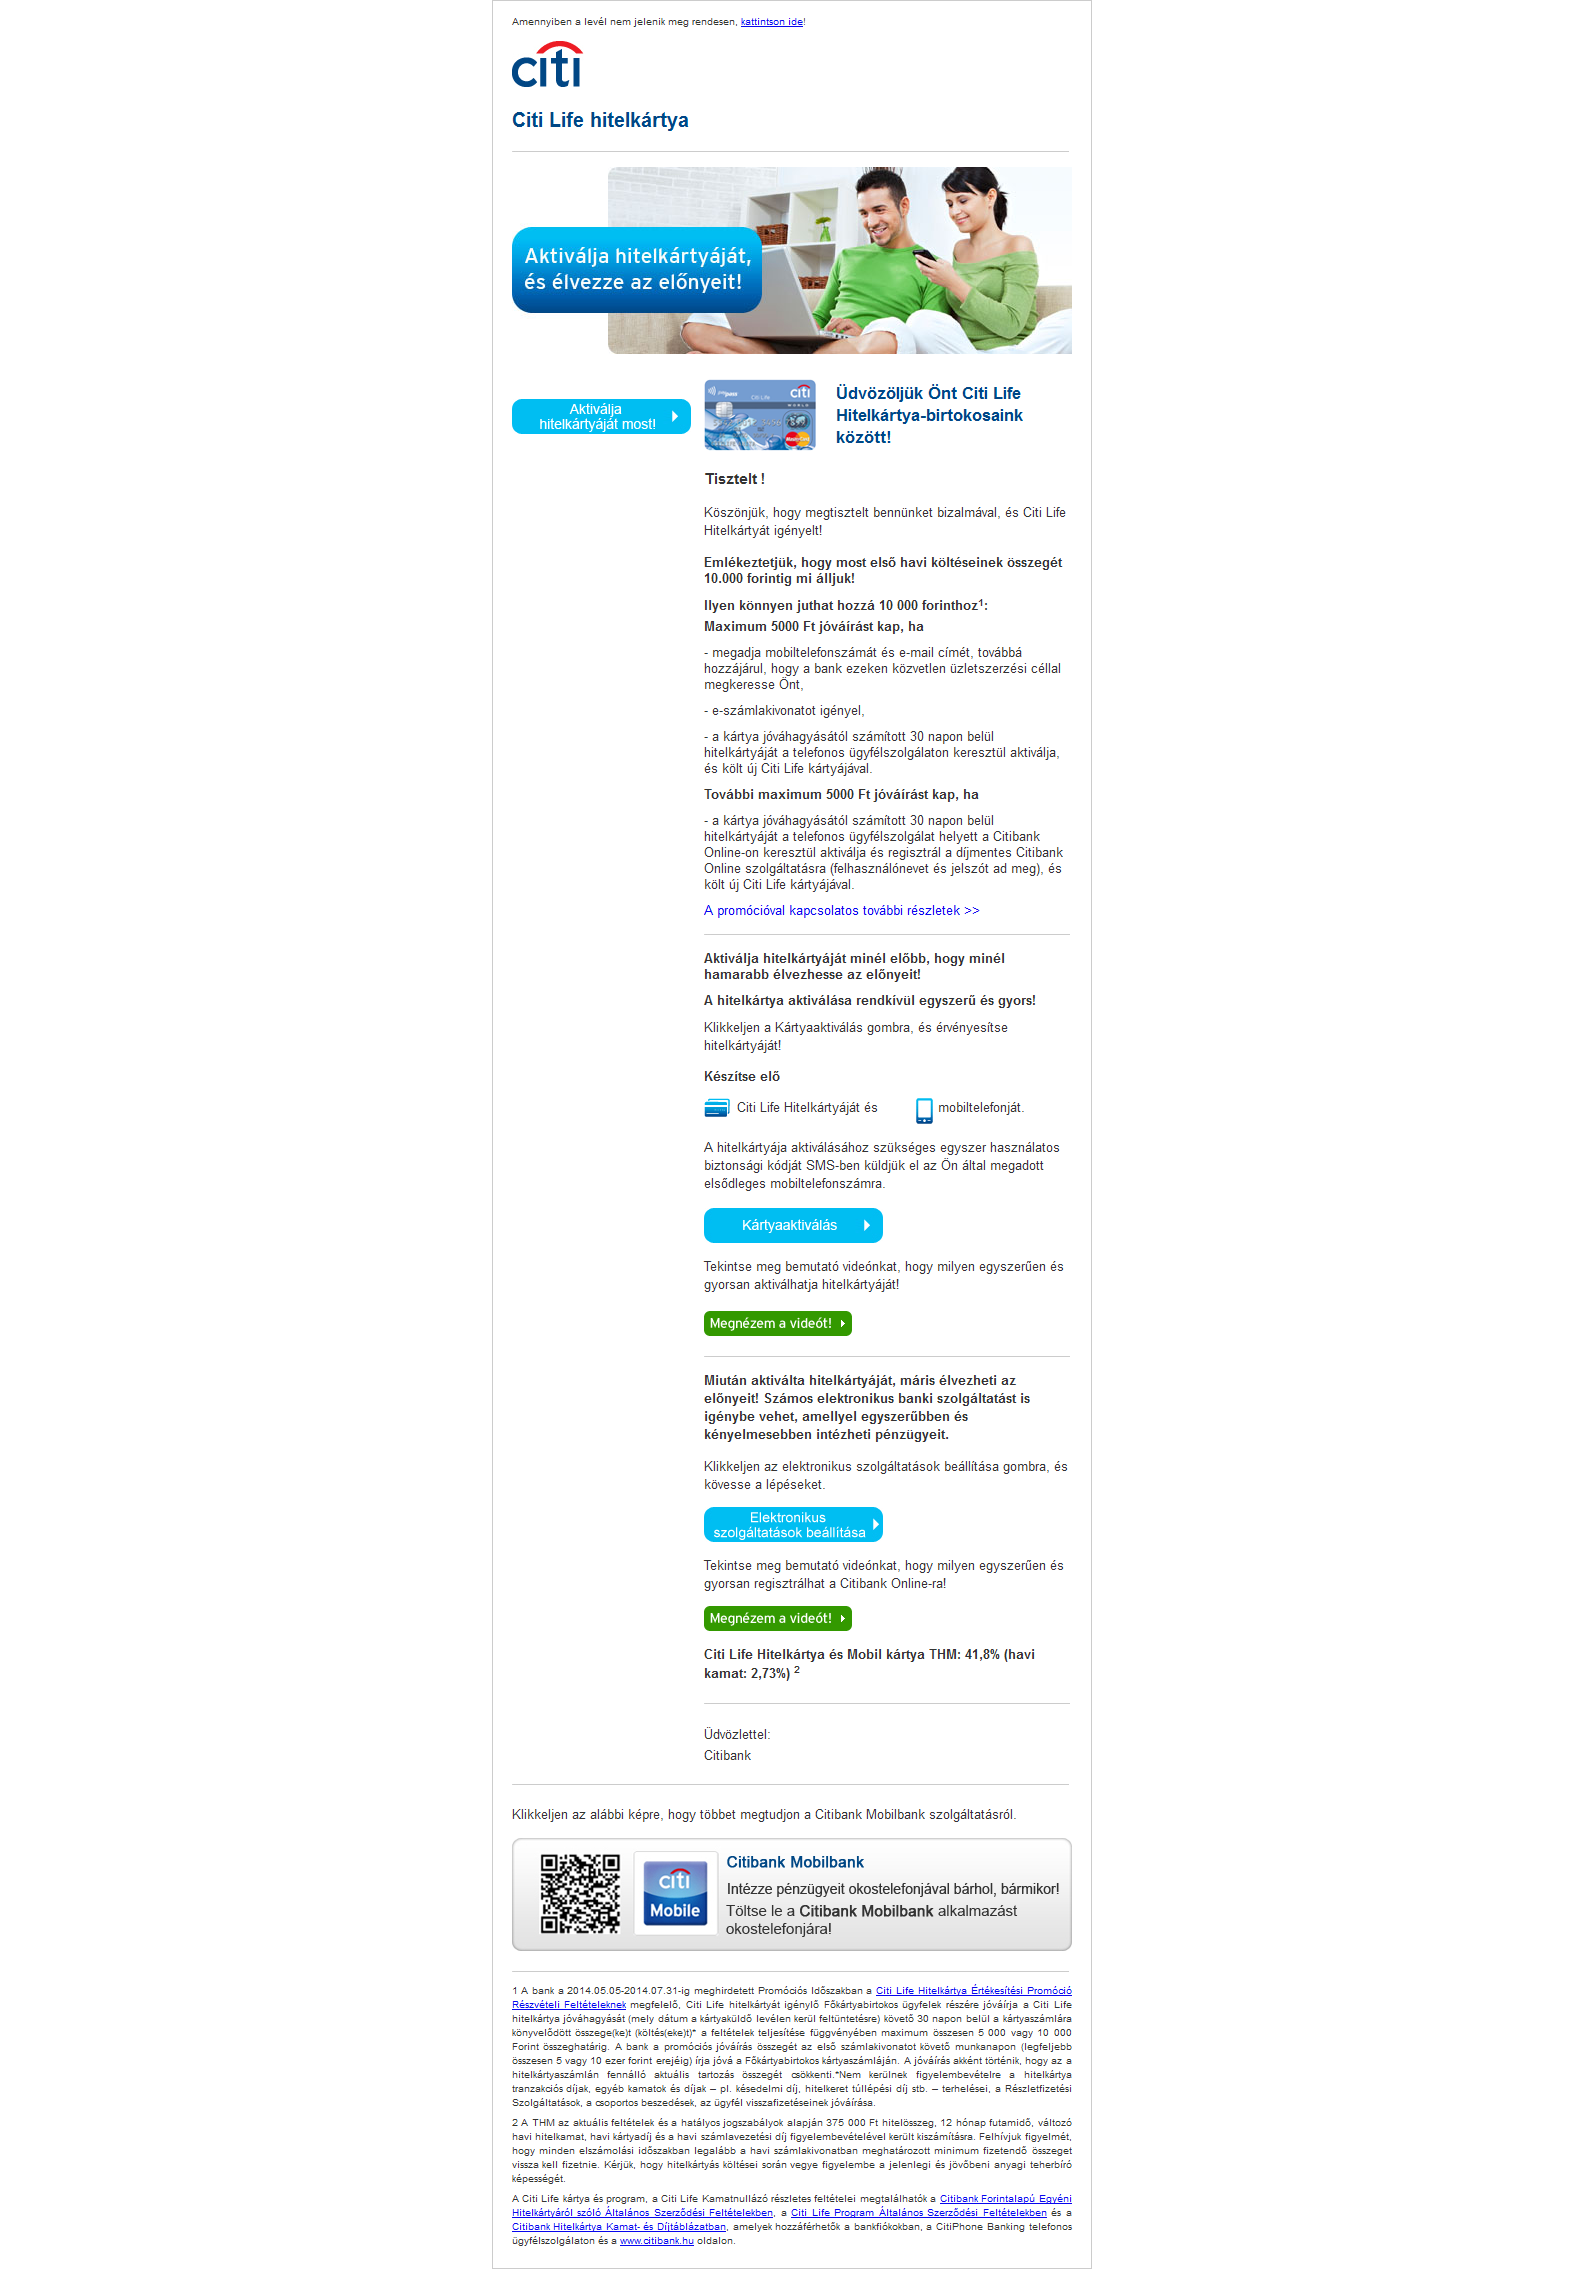 Amennyiben a levél nem jelenik meg rendesen, kattintson ide!
citi
Citi Life hitelkártya
Aktiválja hitelkártyáját,
és élvezze az előnyeit!
Aktiválja
hitelkártyáját most!
citi
Citi Life
WORLD
MasterCard
Üdvözöljük Önt Citi Life
Hitelkártya-birtokosaink
között!
Tisztelt !
Köszönjük, hogy megtisztelt bennünket bizalmával, és Citi Life
Hitelkártyát igényelt!
Emlékeztetjük, hogy most első havi költéseinek összegét
10.000 forintig mi álljuk!
Ilyen könnyen juthat hozzá 10 000 forinthoz¹:
Maximum 5000 Ft jóváírást kap, ha
- megadja mobiltelefonszámát és e-mail címét, továbbá
hozzájárul, hogy a bank ezeken közvetlen üzletszerzési céllal
megkeresse Önt,
- e-számlakivonatot igényel,
- a kártya jóváhagyásától számított 30 napon belül
hitelkártyáját a telefonos ügyfélszolgálaton keresztül aktiválja,
és költ új Citi Life kártyájával.
További maximum 5000 Ft jóváírást kap, ha
- a kártya jóváhagyásától számított 30 napon belül
hitelkártyáját a telefonos ügyfélszolgálat helyett a Citibank
Online-on keresztül aktiválja és regisztrál a díjmentes Citibank
Online szolgáltatásra (felhasználónevet és jelszót ad meg), és
költ új Citi Life kártyájával.
A promócióval kapcsolatos további részletek >>
Aktiválja hitelkártyáját minél előbb, hogy minél
hamarabb élvezhesse az előnyeit!
A hitelkártya aktiválása rendkívül egyszerű és gyors!
Klikkeljen a Kártyaaktiválás gombra, és érvényesítse
hitelkártyáját!
Készítse elő
Citi Life Hitelkártyáját és mobiltelefonját.
A hitelkártyája aktiválásához szükséges egyszer használatos
biztonsági kódját SMS-ben küldjük el az Ön által megadott
elsődleges mobiltelefonszámra.
Kártyaaktiválás
Tekintse meg bemutató videónkat, hogy milyen egyszerűen és
gyorsan aktiválhatja hitelkártyáját!
Megnézem a videót!
Miután aktiválta hitelkártyáját, máris élvezheti az
előnyeit! Számos elektronikus banki szolgáltatást is
igénybe vehet, amellyel egyszerűbben és
kényelmesebben intézheti pénzügyeit.
Klikkeljen az elektronikus szolgáltatások beállítása gombra, és
kövesse a lépéseket.
Elektronikus
szolgáltatások beállítása
Tekintse meg bemutató videónkat, hogy milyen egyszerűen és
gyorsan regisztrálhat a Citibank Online-ra!
Megnézem a videót!
Citi Life Hitelkártya és Mobil kártya THM: 41,8% (havi
kamat: 2,73%) ²
Üdvözlettel:
Citibank
Klikkeljen az alábbi képre, hogy többet megtudjon a Citibank Mobilbank szolgáltatásról.
citi
Mobile
Citibank Mobilbank
Intézze pénzügyeit okostelefonjával bárhol, bármikor!
Töltse le a Citibank Mobilbank alkalmazást
okostelefonjára!
1 A bank a 2014.05.05-2014.07.31-ig meghirdetett Promóciós Időszakban a Citi Life Hitelkártya Értékesítési Promóció
Részvételi Feltételeknek megfelelő, Citi Life hitelkártyát igénylő Főkártyabirtokos ügyfelek részére jóváírja a Citi Life
hitelkártya jóváhagyását (mely dátum a kártyaküldő levélen kerül feltüntetésre) követő 30 napon belül a kártyaszámlára
könyvelődött összege(ke)t (költés(eke)t)* a feltételek teljesítése függvényében maximum összesen 5 000 vagy 10 000
Forint összeghatárig. A bank a promóciós jóváírás összegét az első számlakivonatot követő munkanapon (legfeljebb
összesen 5 vagy 10 ezer forint erejéig) írja jóvá a Főkártyabirtokos kártyaszámláján. A jóváírás akként történik, hogy az a
hitelkártyaszámlán fennálló aktuális tartozás összegét csökkenti.*Nem kerülnek figyelembevételre a hitelkártya
tranzakciós díjak, egyéb kamatok és díjak – pl. késedelmi díj, hitelkeret túllépési díj stb. – terhelései, a Részletfizetési
Szolgáltatások, a csoportos beszedések, az ügyfél visszafizetéseinek jóváírása.
2 A THM az aktuális feltételek és a hatályos jogszabályok alapján 375 000 Ft hitelösszeg, 12 hónap futamidő, változó
havi hitelkamat, havi kártyadíj és a havi számlavezetési díj figyelembevételével került kiszámításra. Felhívjuk figyelmét,
hogy minden elszámolási időszakban legalább a havi számlakivonatban meghatározott minimum fizetendő összeget
vissza kell fizetnie. Kérjük, hogy hitelkártyás költései során vegye figyelembe a jelenlegi és jövőbeni anyagi teherbíró
képességét.
A Citi Life kártya és program, a Citi Life Kamatnullázó részletes feltételei megtalálhatók a Citibank Forintalapú Egyéni
Hitelkártyáról szóló Általános Szerződési Feltételekben, a Citi Life Program Általános Szerződési Feltételekben és a
Citibank Hitelkártya Kamat- és Díjtáblázatban, amelyek hozzáférhetők a bankfiókokban, a CitiPhone Banking telefonos
ügyfélszolgálaton és a www.citibank.hu oldalon.